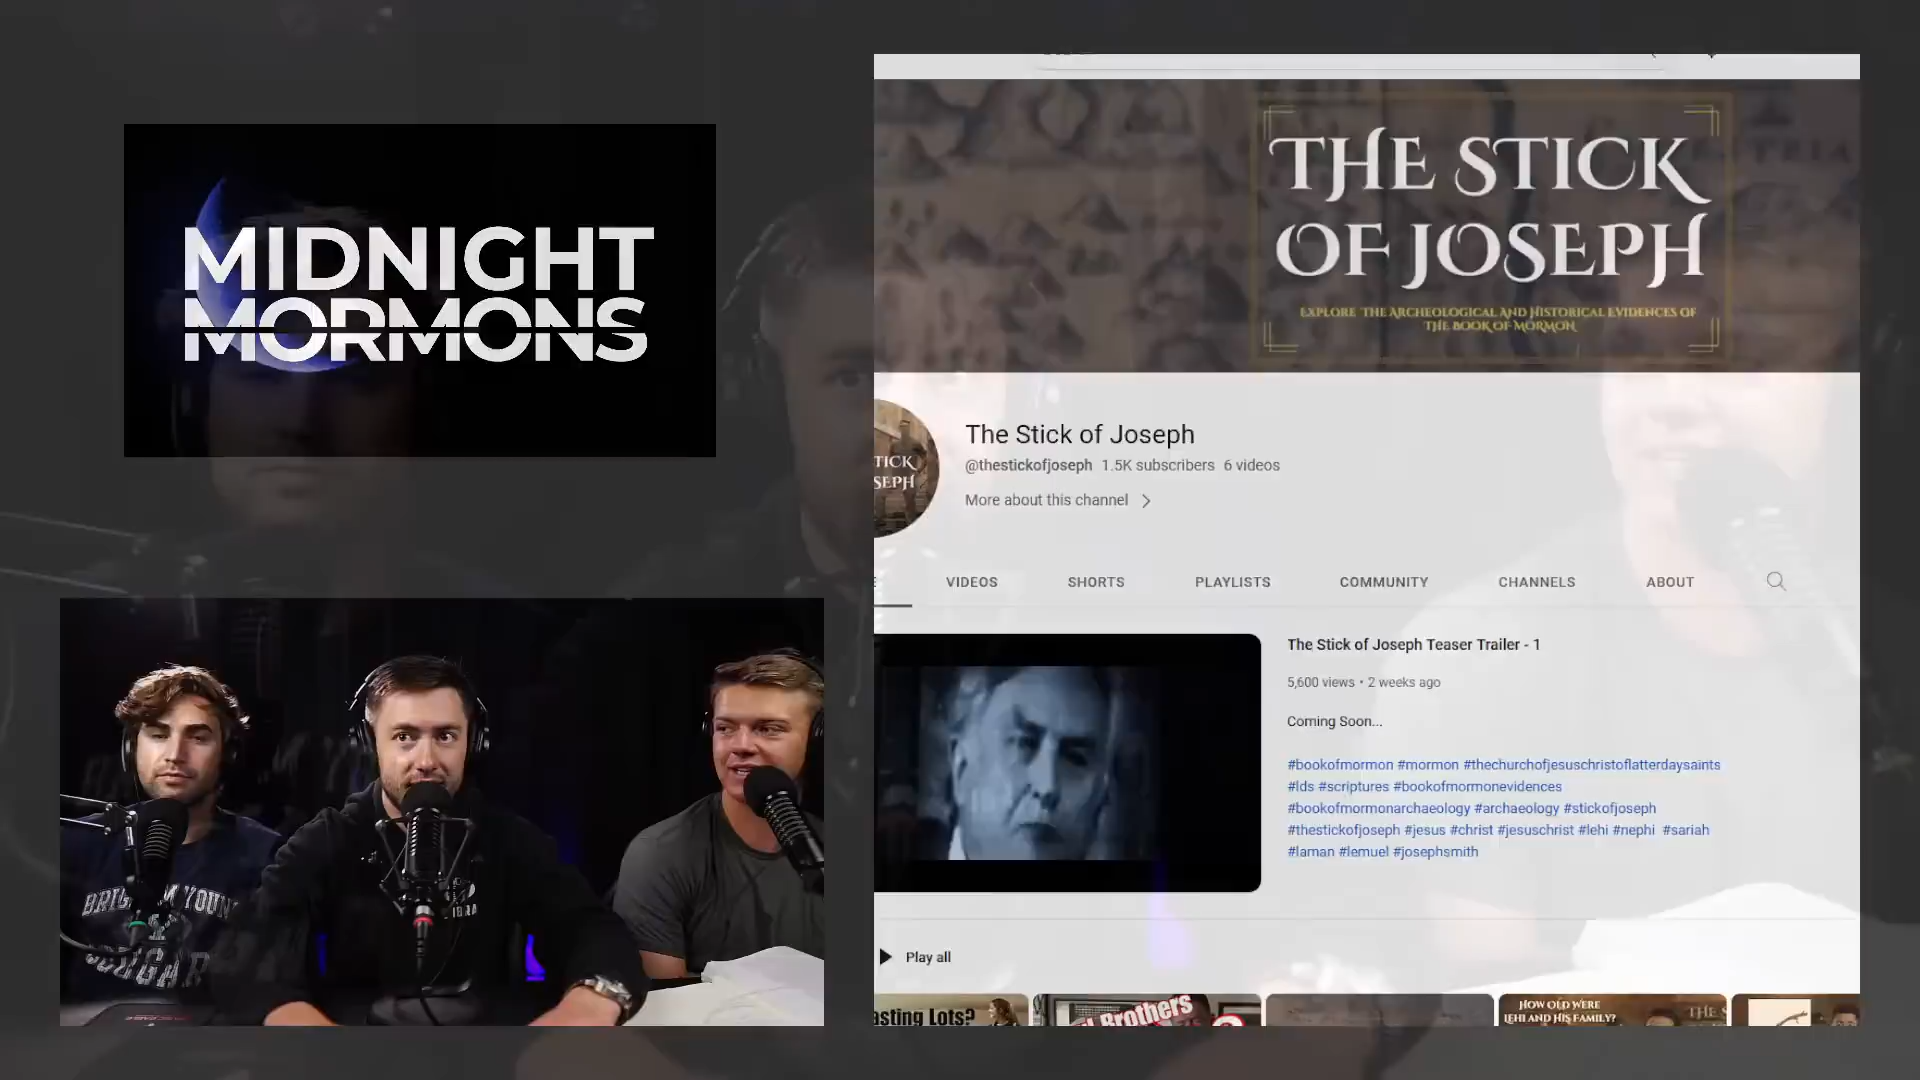 MIDNIGHT
MORMONS
THE STICK
OF JOSEPH
EXPLORE THE ARCHEOLOGICAL AND HISTORICAL EVIDENCES OF
THE BOOK OF MORMON
The Stick of Joseph
@thestickofjoseph 1.5K subscribers 6 videos
More about this channel
VIDEOS SHORTS PLAYLISTS COMMUNITY CHANNELS ABOUT
The Stick of Joseph Teaser Trailer - 1
5,600 views • 2 weeks ago
Coming Soon...
#bookofmormon #mormon #thechurchofjesuschristoflatterdaysaints
#lds #scriptures #bookofmormonevidences
#bookofmormonarchaeology #archaeology #stickofjoseph
#thestickofjoseph #jesus #christ #jesuschrist #lehi #nephi #sariah
#laman #lemuel #josephsmith
Play all
asting Lots?
Brothers
HOW OLD WERE
LEHI AND HIS FAMILY?